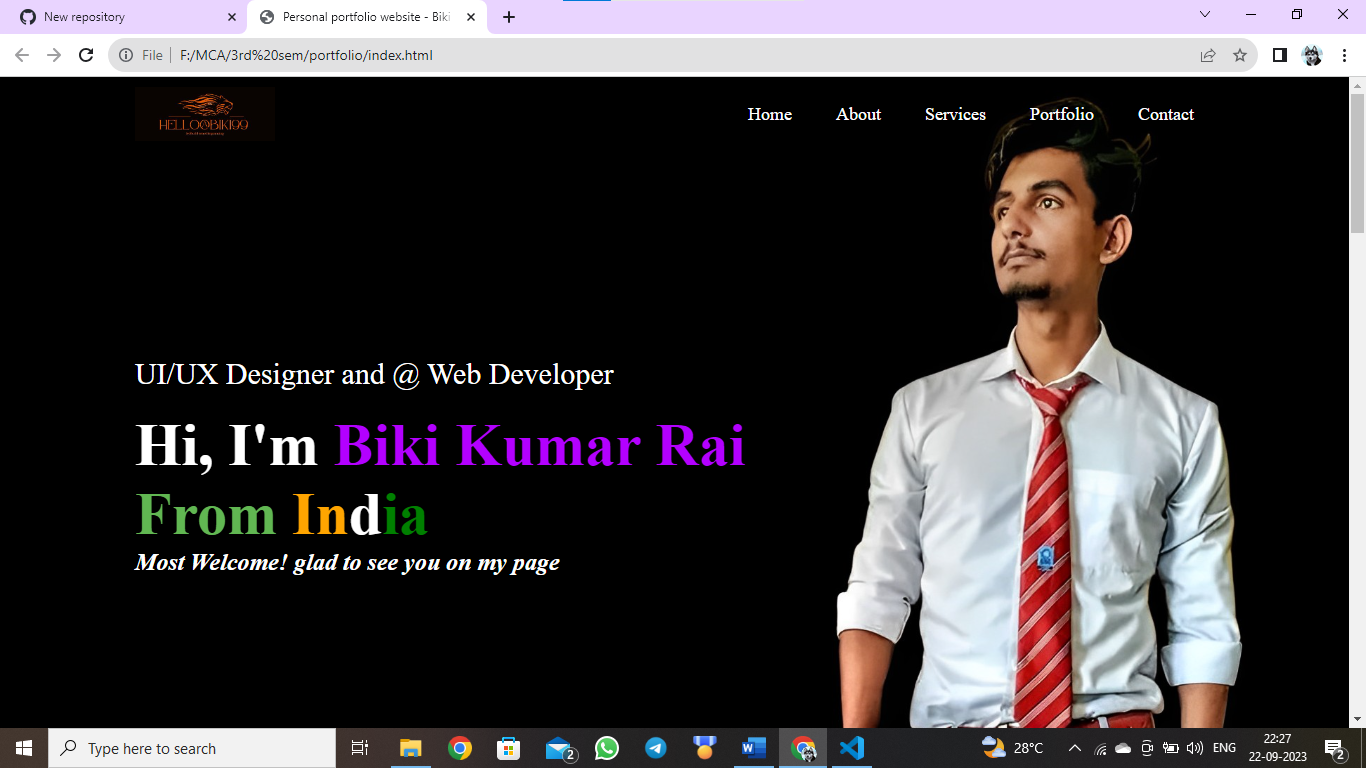 New repository
Personal portfolio website - Biki
File
F:/MCA/3rd%20sem/portfolio/index.html
HELLO@BIKI99
Home About Services Portfolio Contact
UI/UX Designer and @ Web Developer
Hi, I'm Biki Kumar Rai
From India
Most Welcome! glad to see you on my page
Type here to search
2
28°C
ENG
22:27
22-09-2023
2